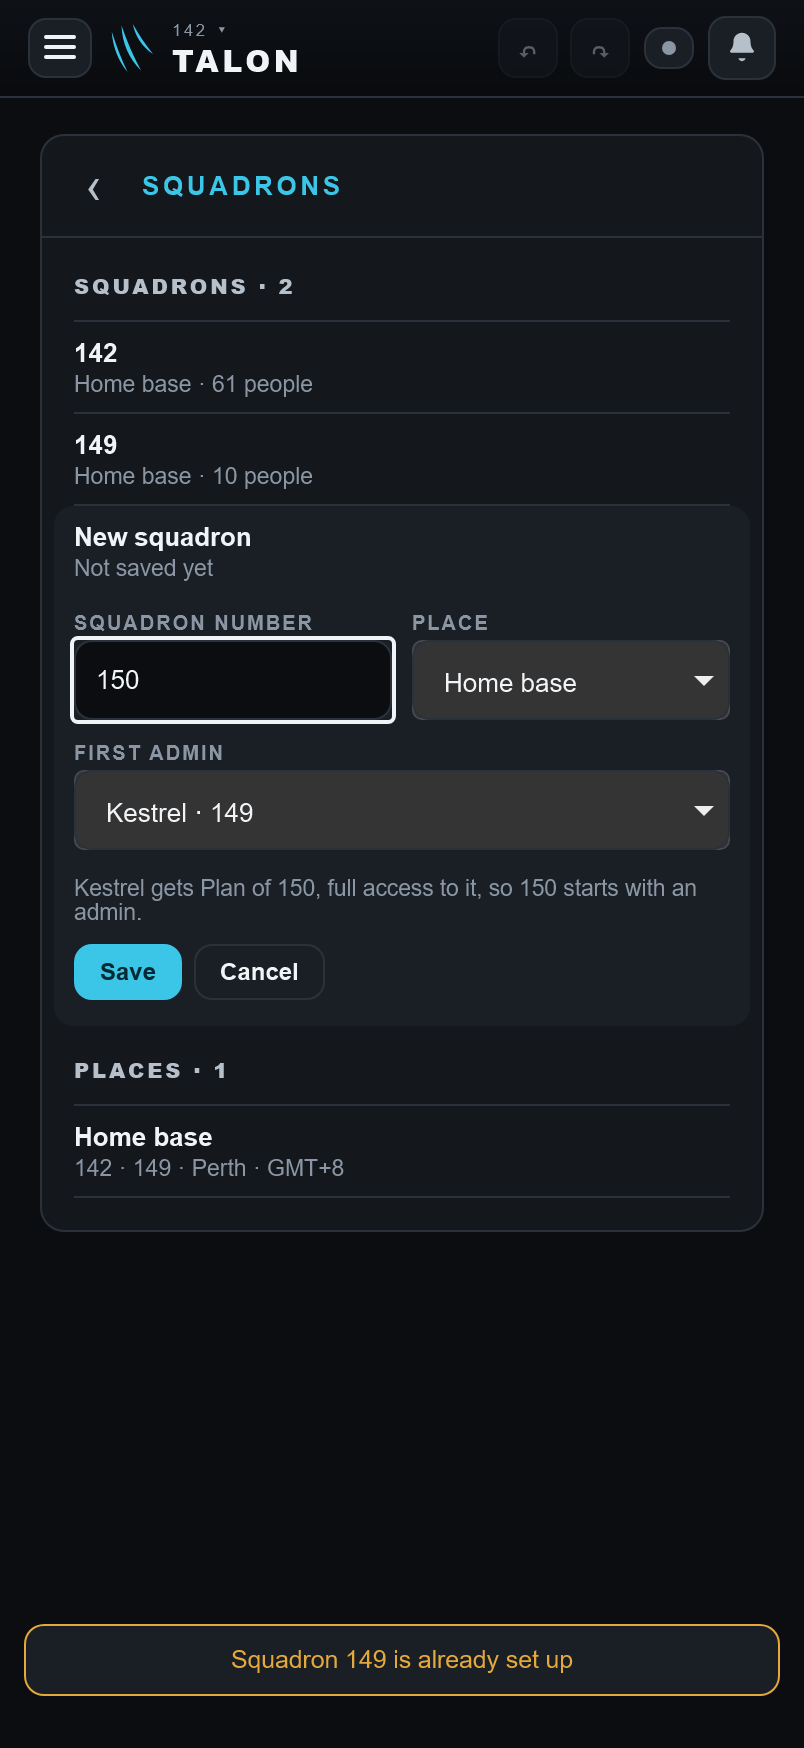 142 ▾
TALON
SQUADRONS
SQUADRONS · 2
142
Home base · 61 people
149
Home base · 10 people
New squadron
Not saved yet
SQUADRON NUMBER
PLACE
150
Home base
FIRST ADMIN
Kestrel · 149
Kestrel gets Plan of 150, full access to it, so 150 starts with an
admin.
Save
Cancel
PLACES · 1
Home base
142 · 149 · Perth · GMT+8
Squadron 149 is already set up